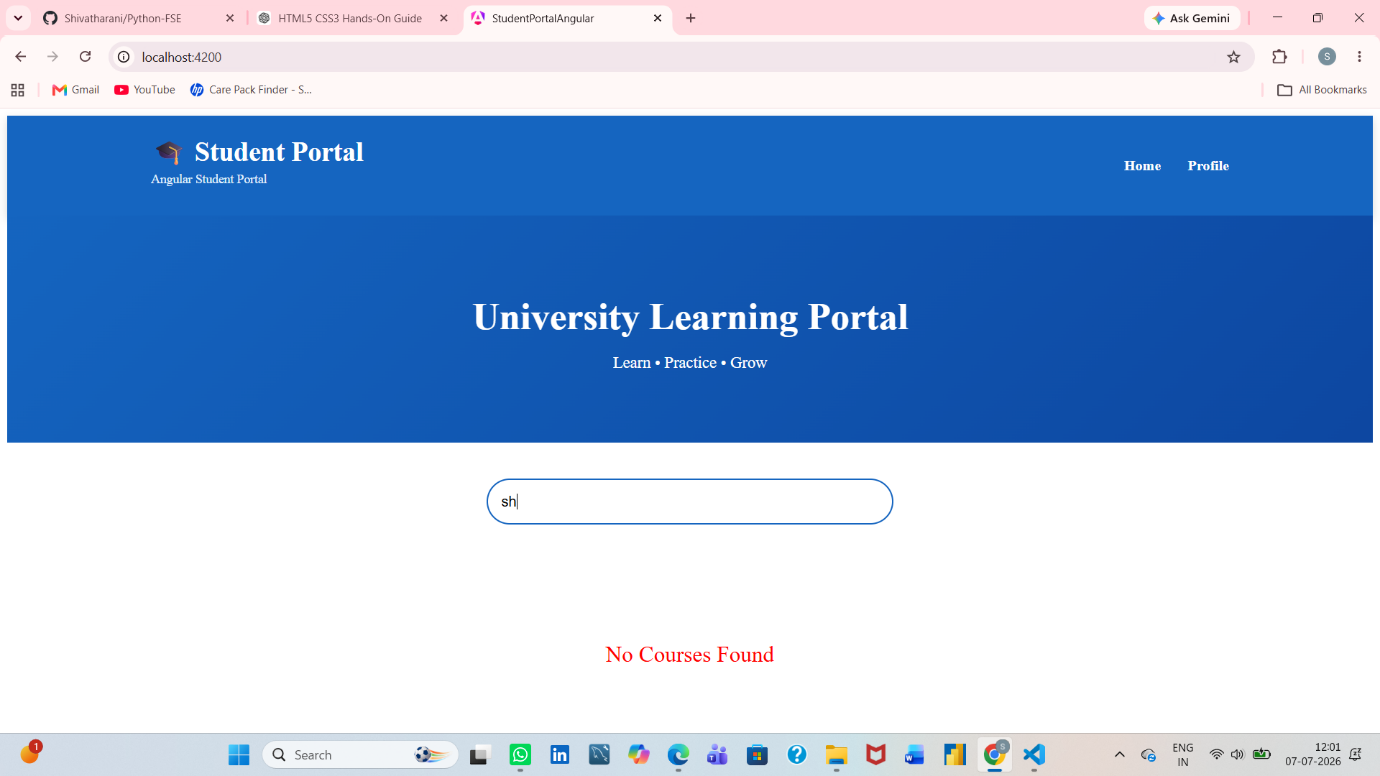 Shivatharani/Python-FSE
HTML5 CSS3 Hands-On Guide
StudentPortalAngular
Ask Gemini
localhost:4200
S
Gmail
YouTube
Care Pack Finder - S...
All Bookmarks
Student Portal
Angular Student Portal
Home
Profile
University Learning Portal
Learn • Practice • Grow
sh
No Courses Found
1
Search
S
ENG
IN
12:01
07-07-2026